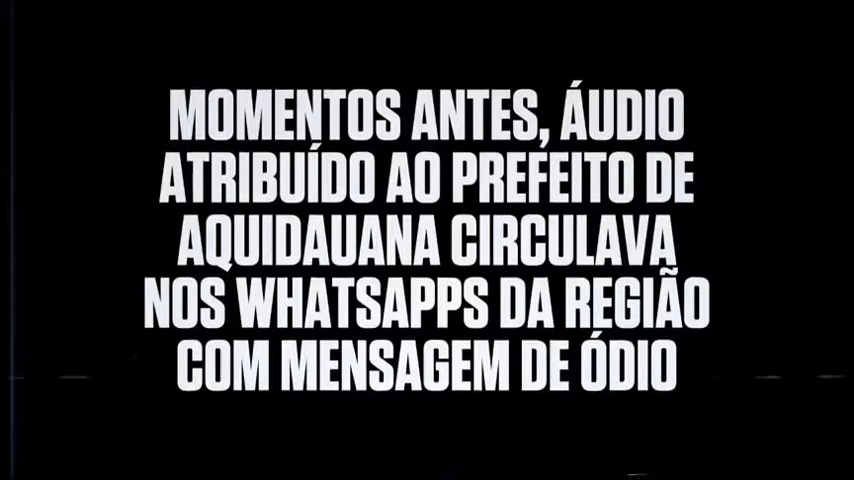 MOMENTOS ANTES, ÁUDIO
ATRIBUÍDO AO PREFEITO DE
AQUIDAUANA CIRCULAVA
NOS WHATSAPPS DA REGIÃO
COM MENSAGEM DE ÓDIO